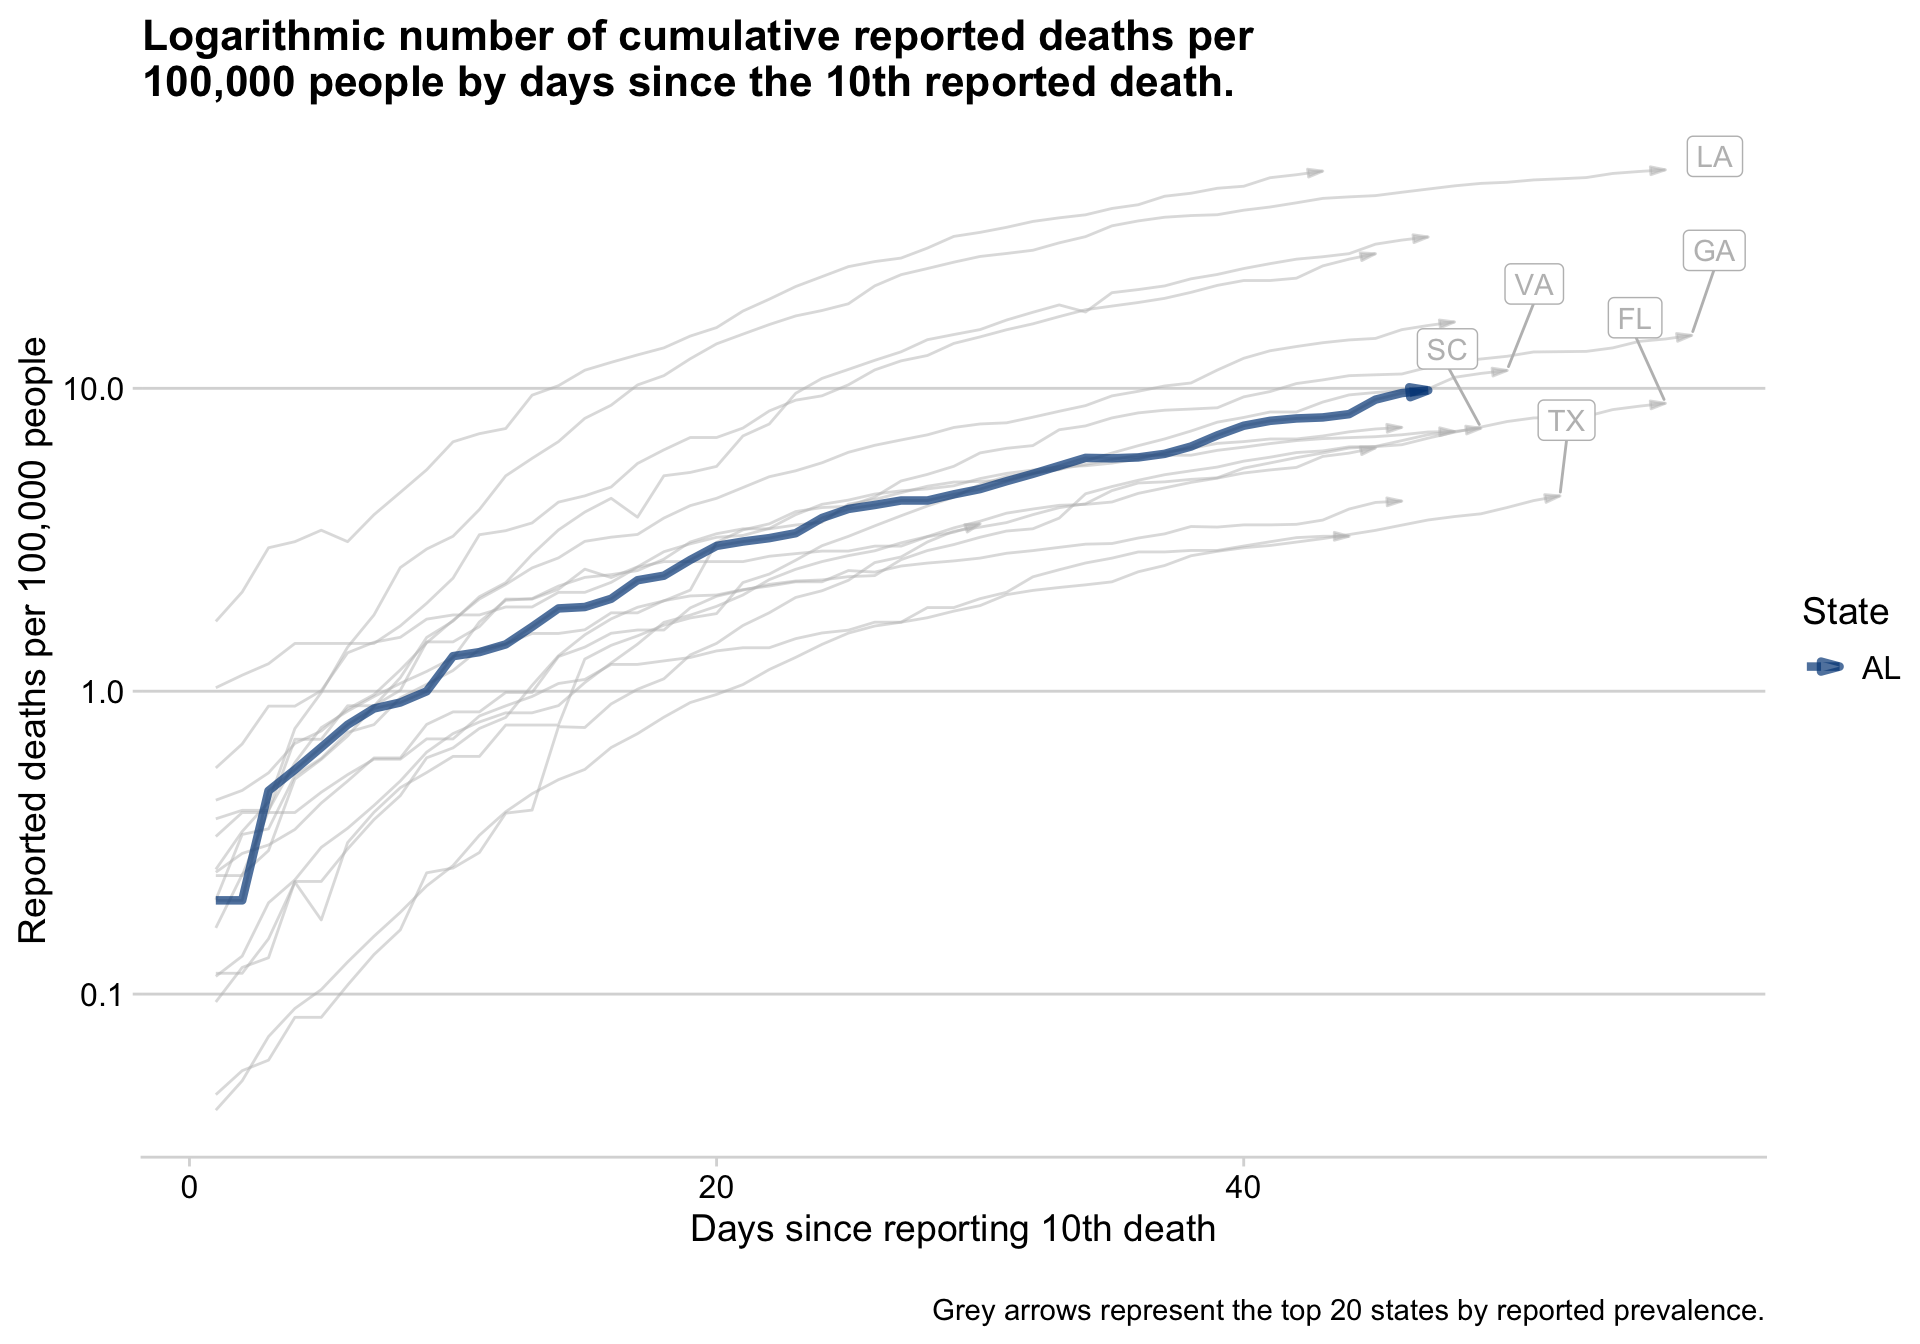 Logarithmic number of cumulative reported deaths per
100,000 people by days since the 10th reported death.
LA
GA
VA
FL
SC
TX
10.0
1.0
0.1
Reported deaths per 100,000 people
0 20 40
Days since reporting 10th death
State
AL
Grey arrows represent the top 20 states by reported prevalence.